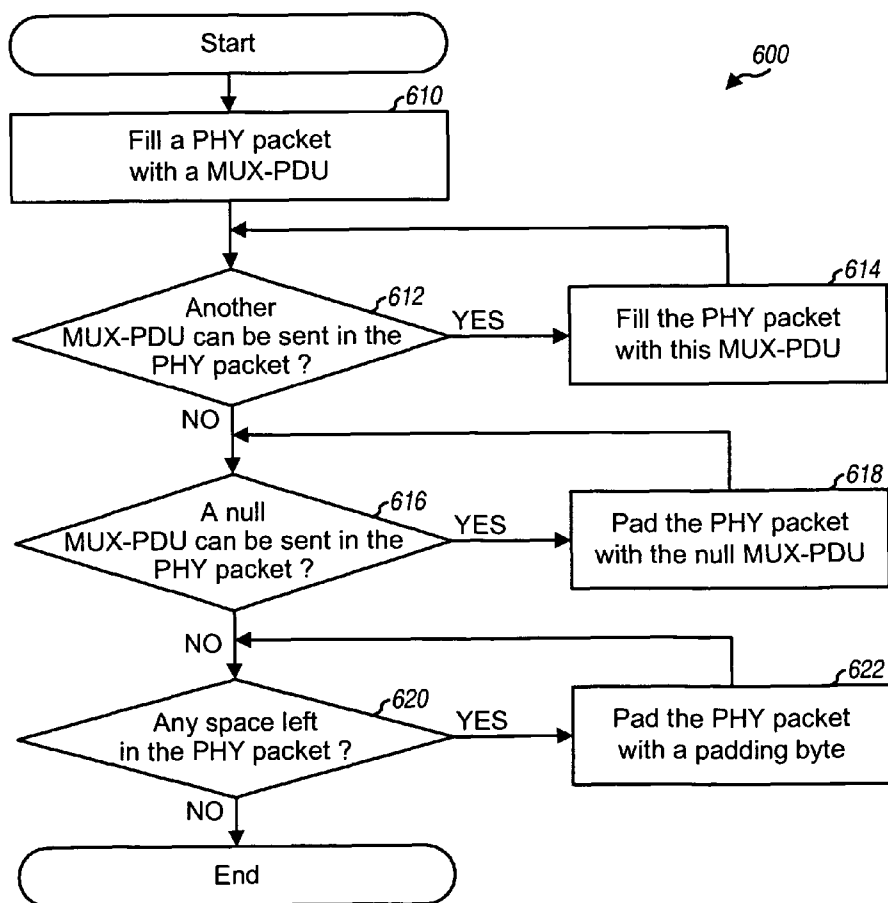 Start
600
610
Fill a PHY packet
with a MUX-PDU
612
Another
MUX-PDU can be sent in the
PHY packet ?
YES
614
Fill the PHY packet
with this MUX-PDU
NO
616
A null
MUX-PDU can be sent in the
PHY packet ?
YES
618
Pad the PHY packet
with the null MUX-PDU
NO
620
Any space left
in the PHY packet ?
YES
622
Pad the PHY packet
with a padding byte
NO
End